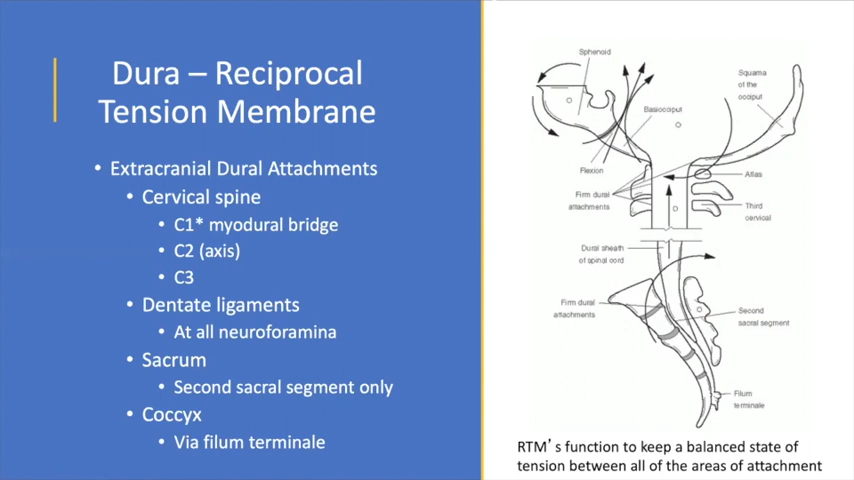 Dura – Reciprocal
Tension Membrane
• Extracranial Dural Attachments
• Cervical spine
• C1* myodural bridge
• C2 (axis)
• C3
• Dentate ligaments
• At all neuroforamina
• Sacrum
• Second sacral segment only
• Coccyx
• Via filum terminale
Sphenoid
Squama
of the
occiput
Basiocciput
Flexion
Atlas
Firm dural
attachments
Third
cervical
Dural sheath
of spinal cord
Firm dural
attachments
Second
sacral segment
Filum
terminale
RTM's function to keep a balanced state of
tension between all of the areas of attachment